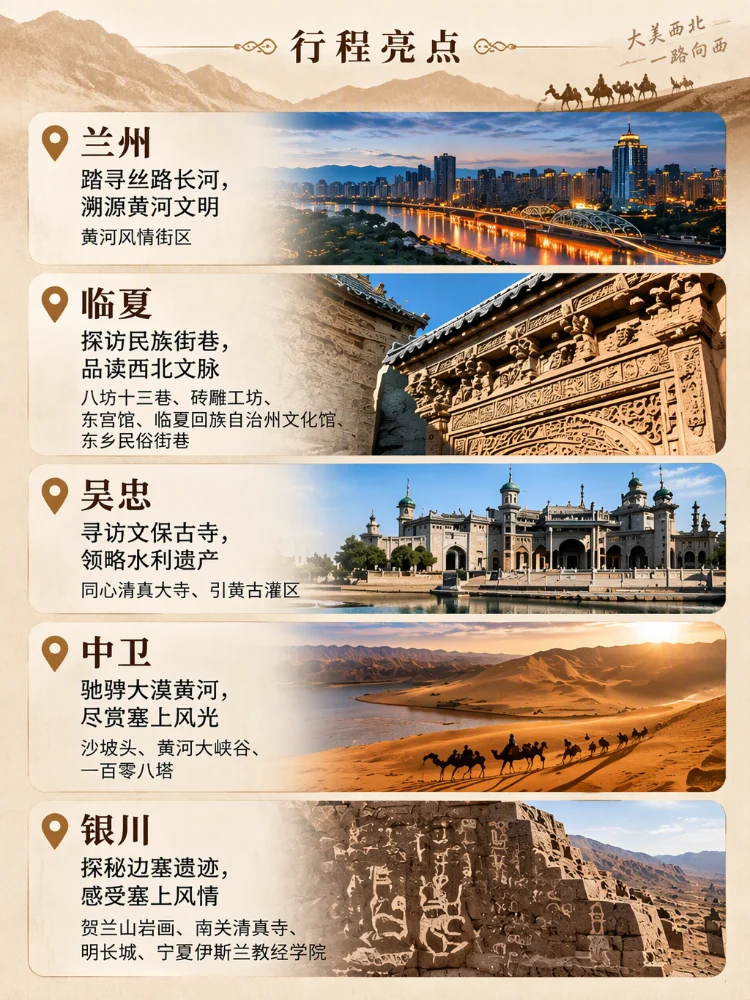 行程亮点
大美西北
一路向西
兰州
踏寻丝路长河，
溯源黄河文明
黄河风情街区
临夏
探访民族街巷，
品读西北文脉
八坊十三巷、砖雕工坊、
东宫馆、临夏回族自治州文化馆、
东乡民俗街巷
吴忠
寻访文保古寺，
领略水利遗产
同心清真大寺、引黄古灌区
中卫
驰骋大漠黄河，
尽赏塞上风光
沙坡头、黄河大峡谷、
一百零八塔
银川
探秘边塞遗迹，
感受塞上风情
贺兰山岩画、南关清真寺、
明长城、宁夏伊斯兰教经学院